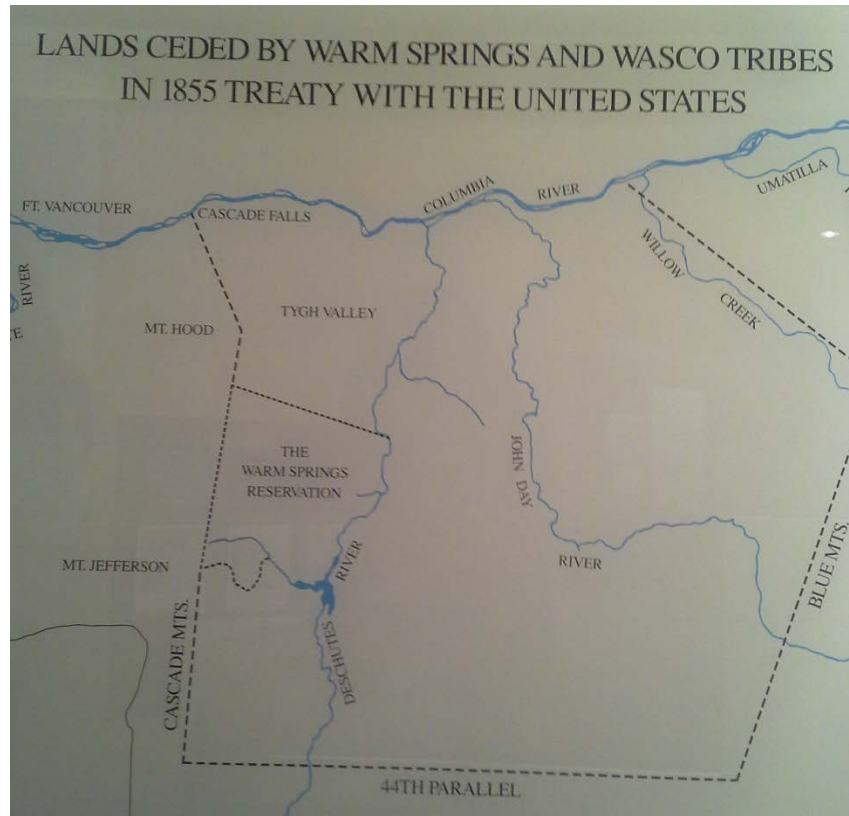 LANDS CEDED BY WARM SPRINGS AND WASCO TRIBES
IN 1855 TREATY WITH THE UNITED STATES
COLUMBIA
RIVER
UMATILLA
FT. VANCOUVER
CASCADE FALLS
WILLOW
CREEK
RIVER
TE
MT. HOOD
TYGH VALLEY
THE
WARM SPRINGS
RESERVATION
JOHN DAY
RIVER
MT. JEFFERSON
RIVER
DESCHUTES
CASCADE MTS.
BLUE MTS.
44TH PARALLEL